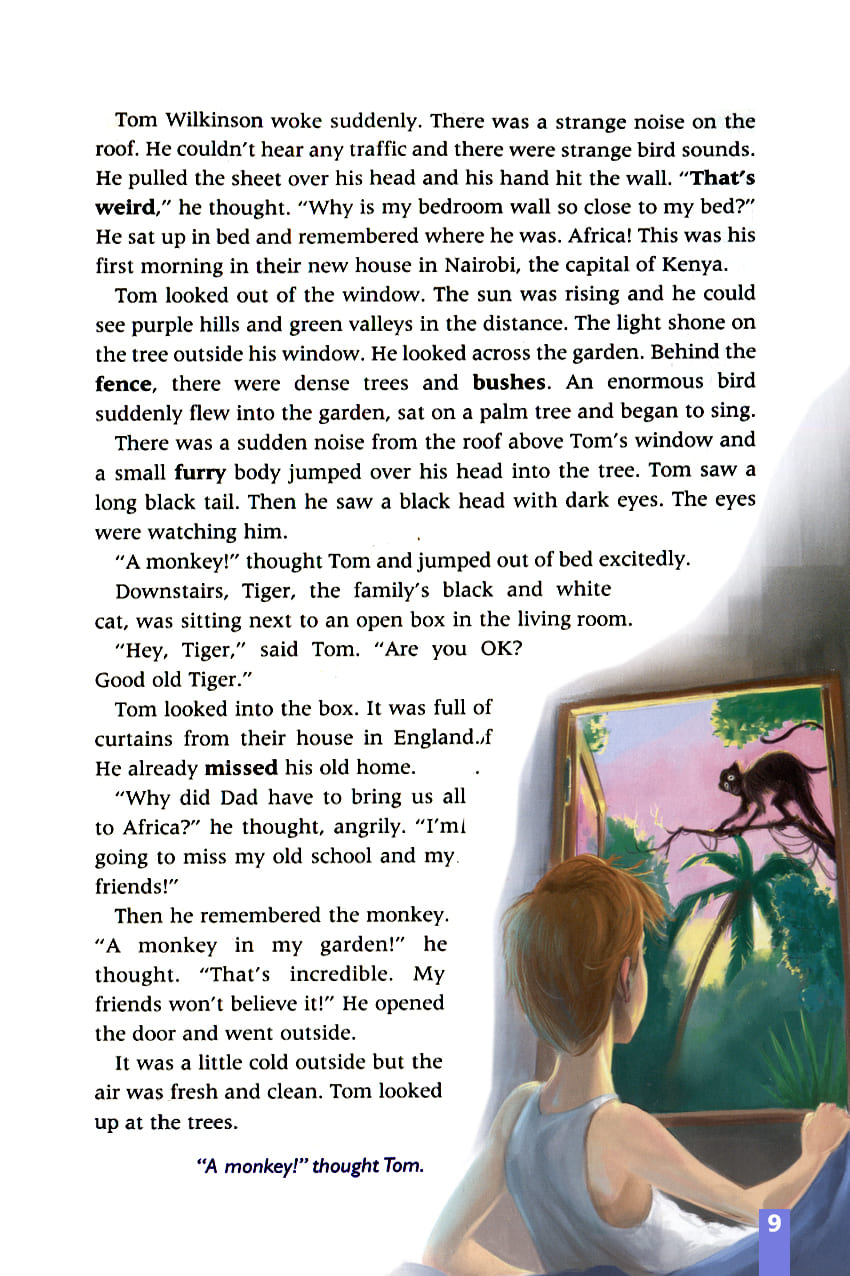 Tom Wilkinson woke suddenly. There was a strange noise on the
roof. He couldn't hear any traffic and there were strange bird sounds.
He pulled the sheet over his head and his hand hit the wall. “That's
weird,” he thought. “Why is my bedroom wall so close to my bed?”
He sat up in bed and remembered where he was. Africa! This was his
first morning in their new house in Nairobi, the capital of Kenya.
Tom looked out of the window. The sun was rising and he could
see purple hills and green valleys in the distance. The light shone on
the tree outside his window. He looked across the garden. Behind the
fence, there were dense trees and bushes. An enormous bird
suddenly flew into the garden, sat on a palm tree and began to sing.
There was a sudden noise from the roof above Tom's window and
a small furry body jumped over his head into the tree. Tom saw a
long black tail. Then he saw a black head with dark eyes. The eyes
were watching him.
“A monkey!” thought Tom and jumped out of bed excitedly.
Downstairs, Tiger, the family's black and white
cat, was sitting next to an open box in the living room.
“Hey, Tiger,” said Tom. “Are you OK?
Good old Tiger.”
Tom looked into the box. It was full of
curtains from their house in England.
He already missed his old home.
“Why did Dad have to bring us all
to Africa?” he thought, angrily. “I'm
going to miss my old school and my
friends!”
Then he remembered the monkey.
“A monkey in my garden!” he
thought. “That's incredible. My
friends won't believe it!” He opened
the door and went outside.
It was a little cold outside but the
air was fresh and clean. Tom looked
up at the trees.
“A monkey!” thought Tom.
9